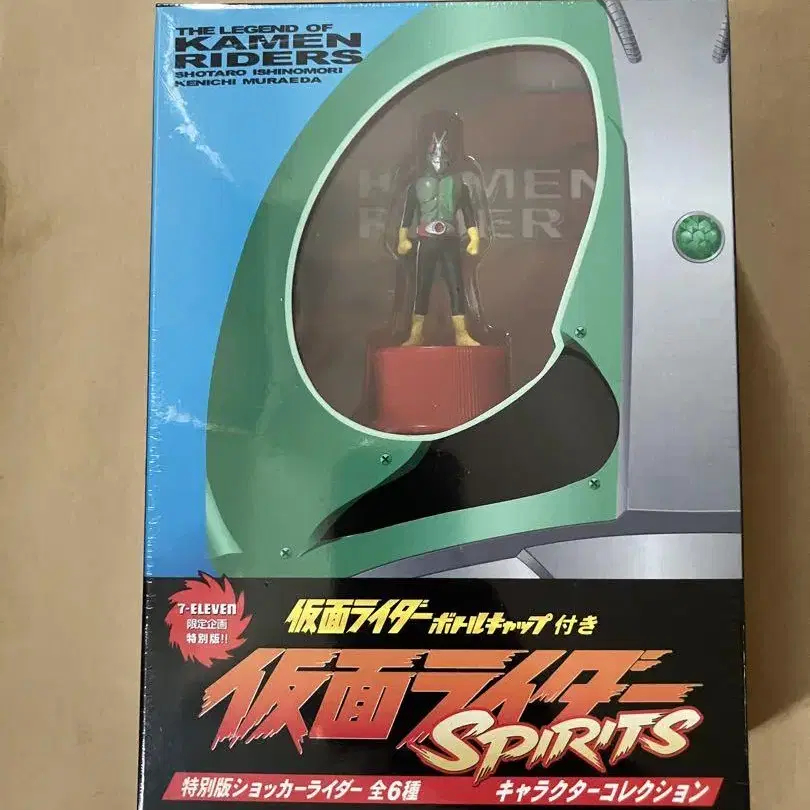 THE LEGEND OF
KAMEN
RIDERS
SHOTARO ISHINOMORI
KENICHI MURAEDA
KAMEN
RIDER
7-ELEVEN
限定企画
特別版!!
仮面ライダーボトルキャップ付き
仮面ライダー
SPIRITS
特別版ショッカーライダー 全6種
キャラクターコレクション